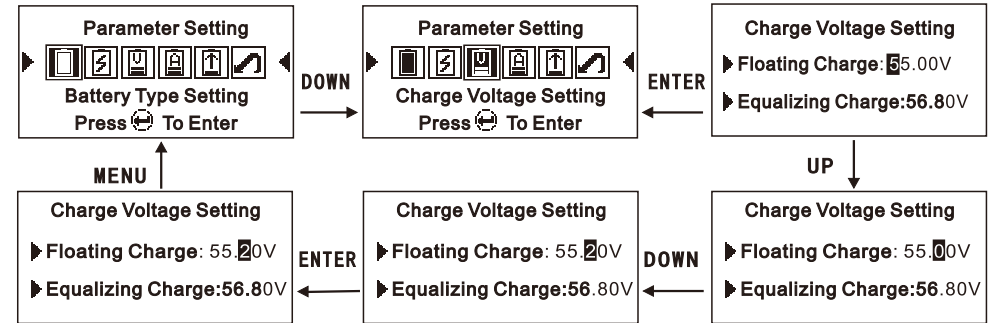 Parameter Setting
Battery Type Setting
Press To Enter
DOWN
Parameter Setting
Charge Voltage Setting
Press To Enter
ENTER
Charge Voltage Setting
Floating Charge: 55.00V
Equalizing Charge:56.80V
UP
MENU
Charge Voltage Setting
Floating Charge: 55.20V
Equalizing Charge:56.80V
ENTER
Charge Voltage Setting
Floating Charge: 55.20V
Equalizing Charge:56.80V
DOWN
Charge Voltage Setting
Floating Charge: 55.00V
Equalizing Charge:56.80V